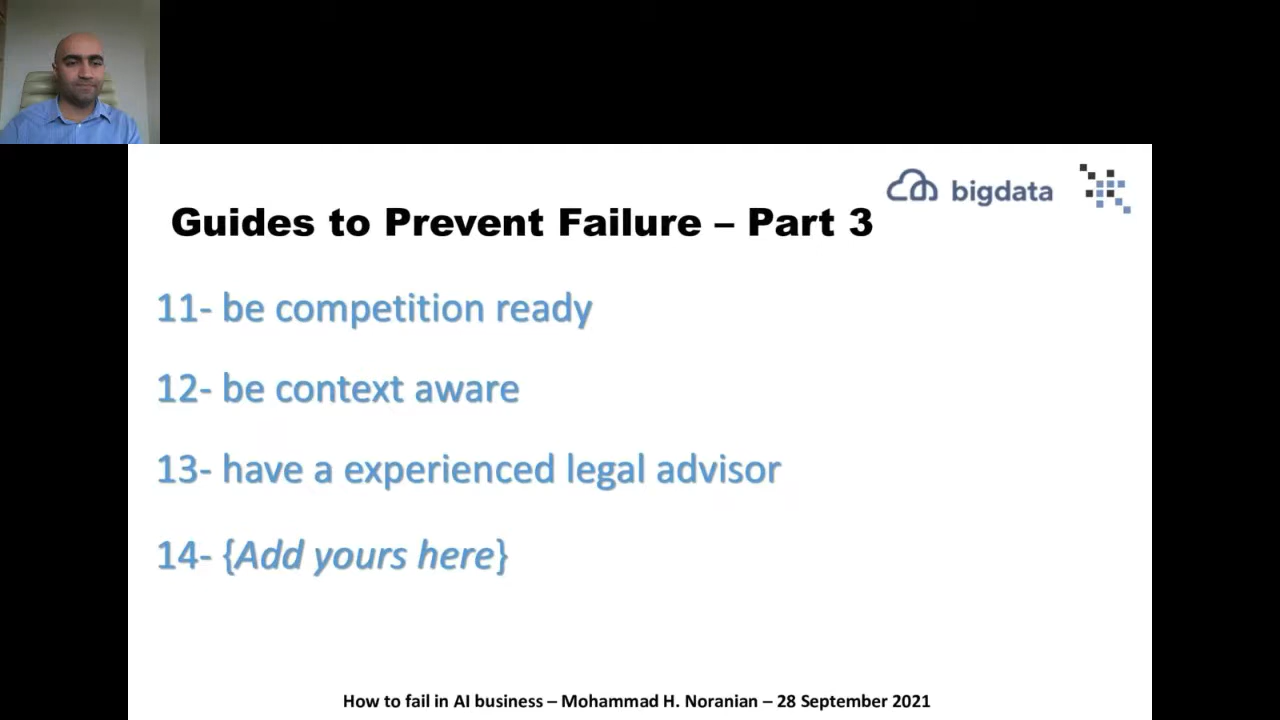 bigdata
Guides to Prevent Failure – Part 3
11- be competition ready
12- be context aware
13- have a experienced legal advisor
14- {Add yours here}
How to fail in AI business – Mohammad H. Noranian – 28 September 2021